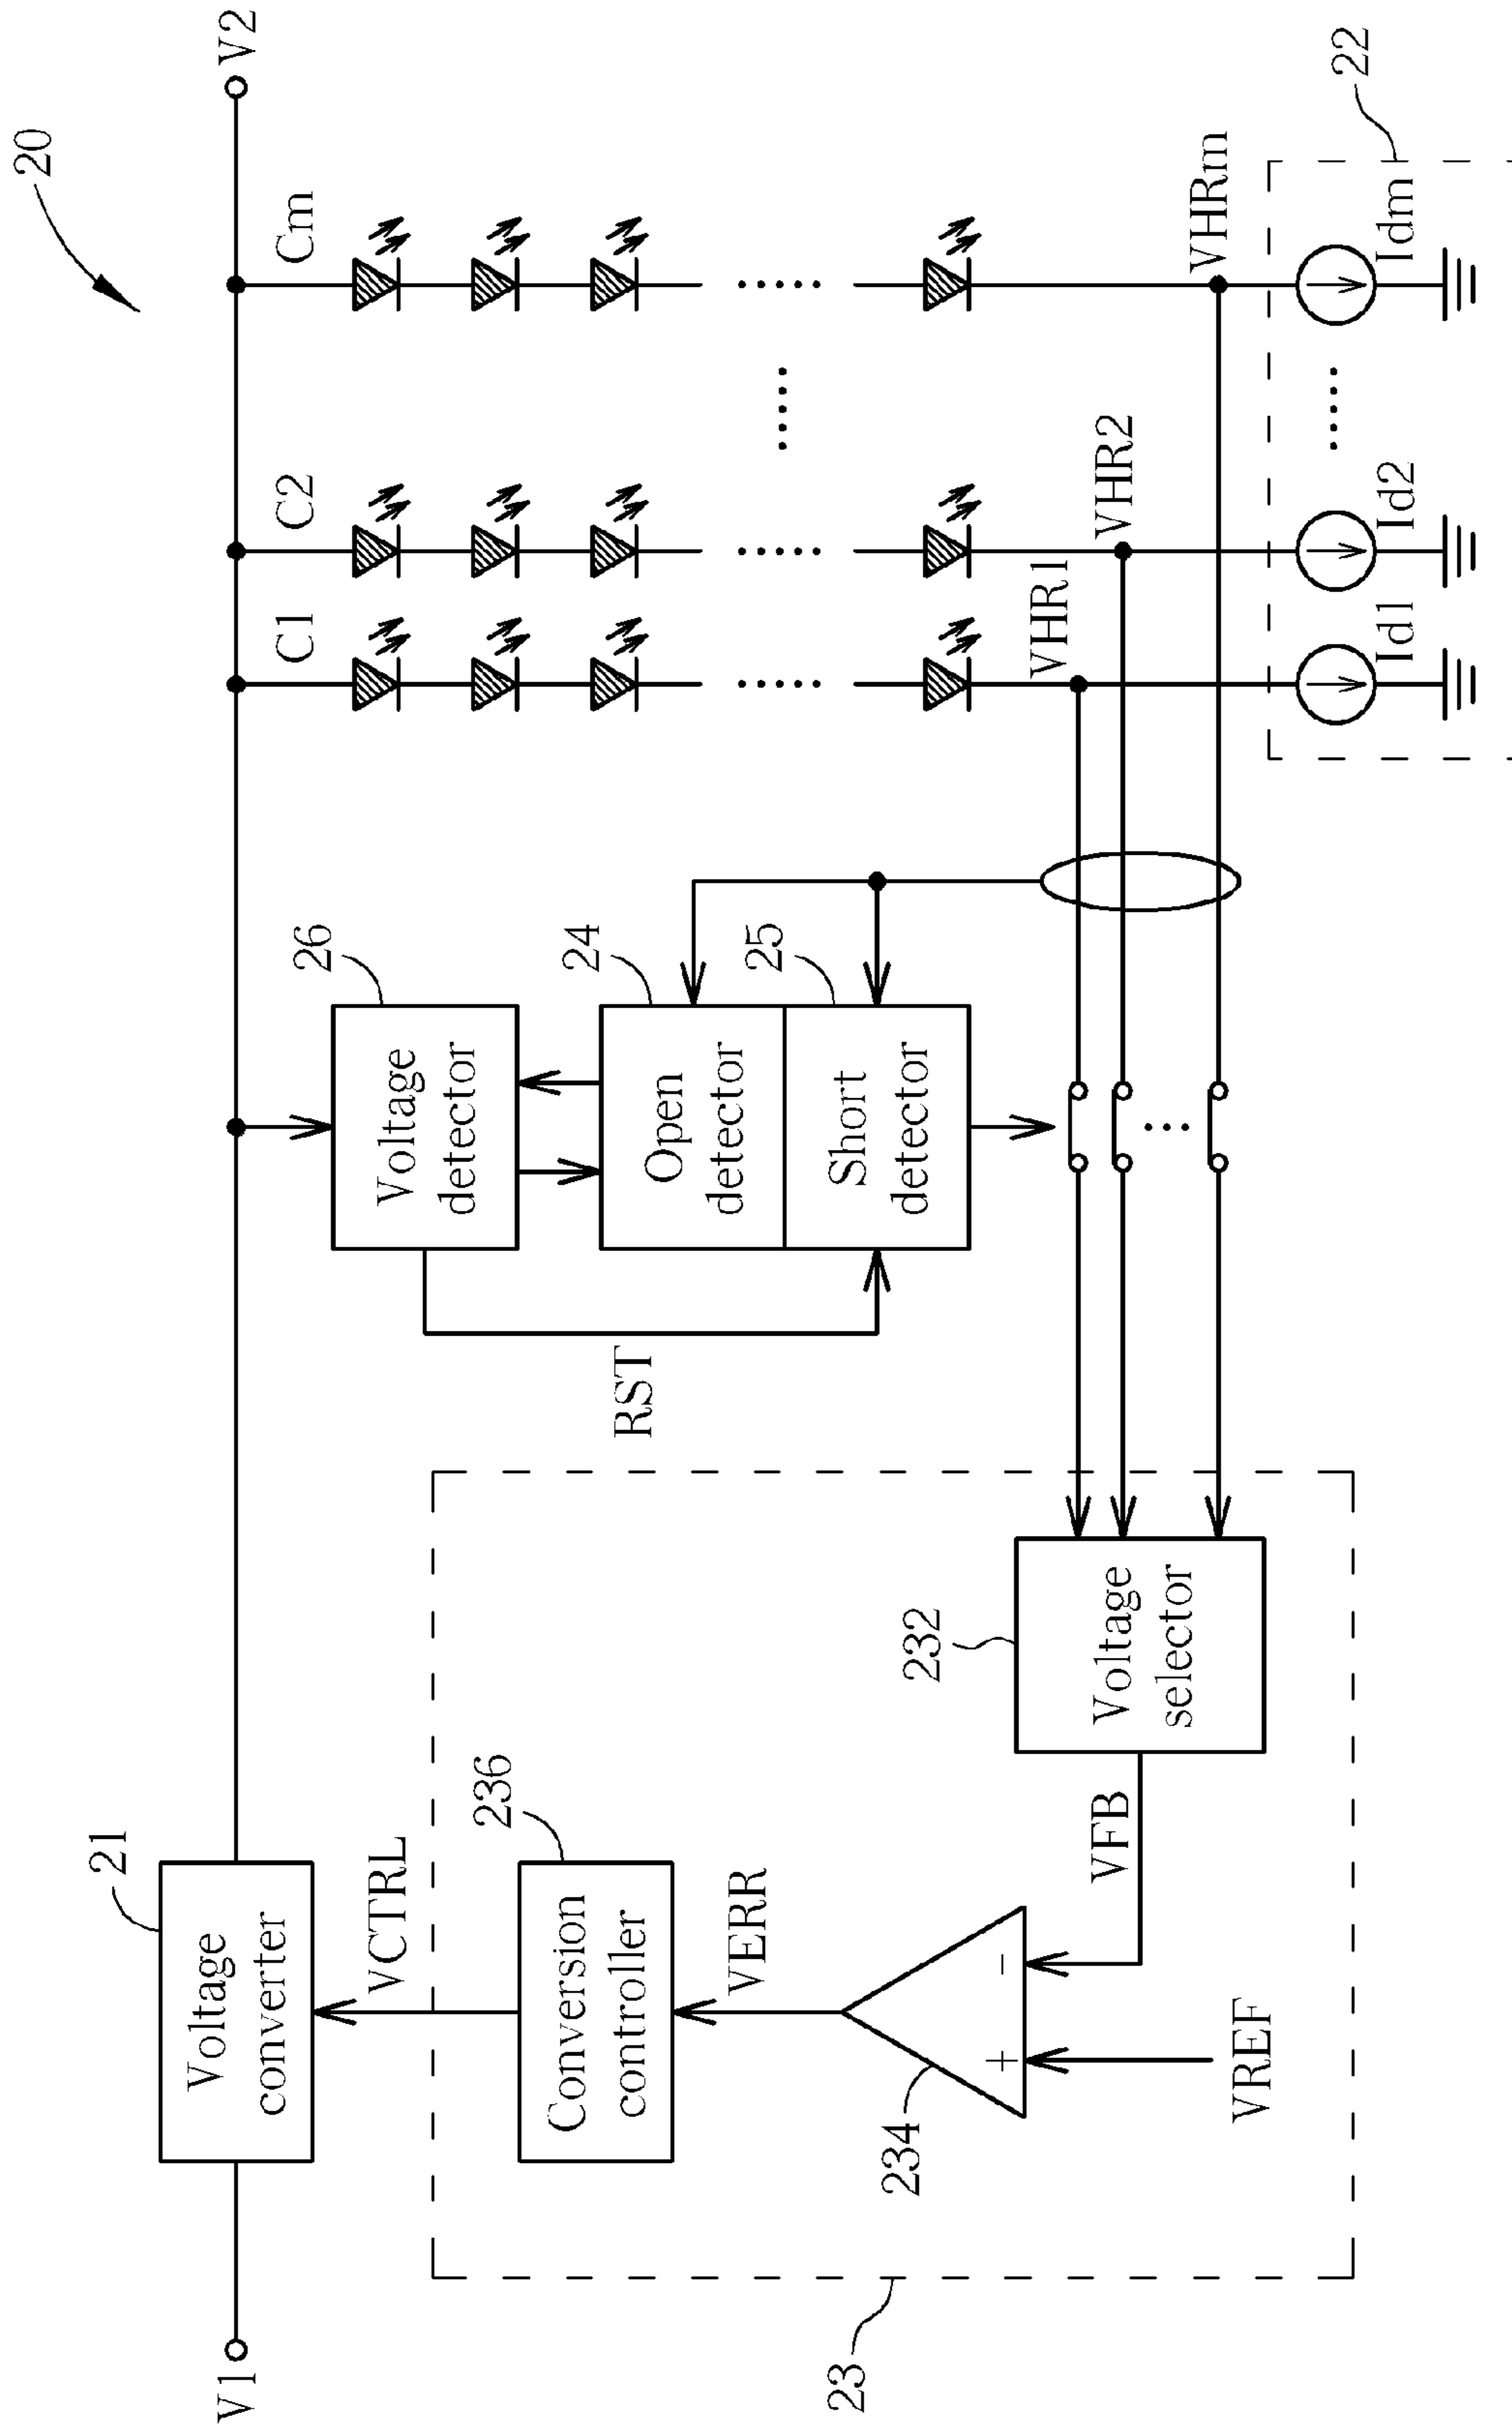 20
V1
21
Voltage
converter
V2
VCTRL
C1
C2
Cm
26
Voltage
detector
236
Conversion
controller
RST
24
Open
detector
25
Short
detector
VERR
234
+
-
VREF
VFB
232
Voltage
selector
23
VHR1
VHR2
VHRm
22
Id1
Id2
Idm